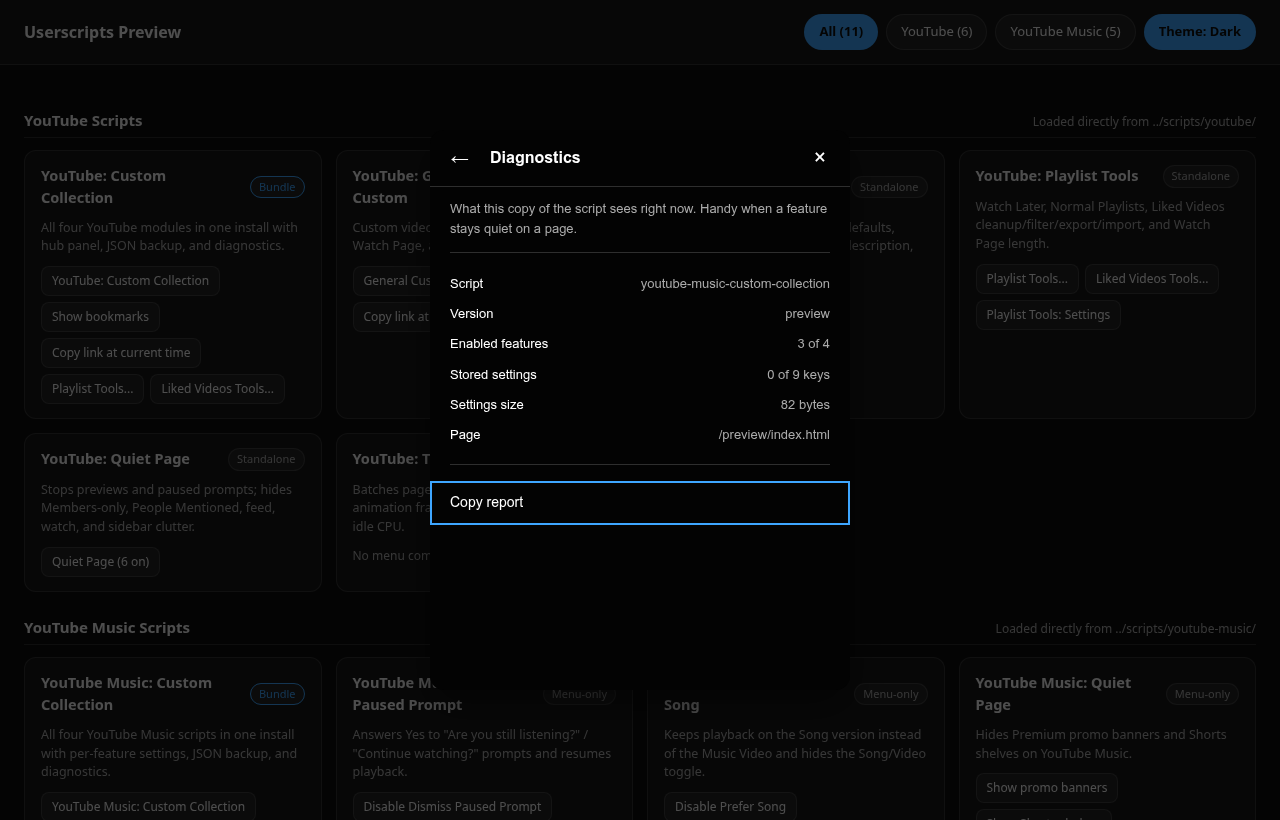 Userscripts Preview
All (11)
YouTube (6)
YouTube Music (5)
Theme: Dark
YouTube Scripts
Loaded directly from ../scripts/youtube/
YouTube: Custom
Collection
Bundle
All four YouTube modules in one install with
hub panel, JSON backup, and diagnostics.
YouTube: Custom Collection
Show bookmarks
Copy link at current time
Playlist Tools...
Liked Videos Tools...
YouTube: G
Custom
Custom vide
Watch Page, a
General Cus
Copy link at
Standalone
defaults,
description,
YouTube: Playlist Tools
Standalone
Watch Later, Normal Playlists, Liked Videos
cleanup/filter/export/import, and Watch
Page length.
Playlist Tools...
Liked Videos Tools...
Playlist Tools: Settings
←
Diagnostics
×
What this copy of the script sees right now. Handy when a feature
stays quiet on a page.
Script
youtube-music-custom-collection
Version
preview
Enabled features
3 of 4
Stored settings
0 of 9 keys
Settings size
82 bytes
Page
/preview/index.html
Copy report
YouTube: Quiet Page
Standalone
Stops previews and paused prompts; hides
Members-only, People Mentioned, feed,
watch, and sidebar clutter.
Quiet Page (6 on)
YouTube: T
Batches page
animation fra
idle CPU.
No menu com
YouTube Music Scripts
Loaded directly from ../scripts/youtube-music/
YouTube Music: Custom
Collection
Bundle
All four YouTube Music scripts in one install
with per-feature settings, JSON backup, and
diagnostics.
YouTube Music: Custom Collection
YouTube M
Paused Prompt
Menu-only
Answers Yes to "Are you still listening?" /
"Continue watching?" prompts and resumes
playback.
Disable Dismiss Paused Prompt
Song
Menu-only
Keeps playback on the Song version instead
of the Music Video and hides the Song/Video
toggle.
Disable Prefer Song
YouTube Music: Quiet
Page
Menu-only
Hides Premium promo banners and Shorts
shelves on YouTube Music.
Show promo banners